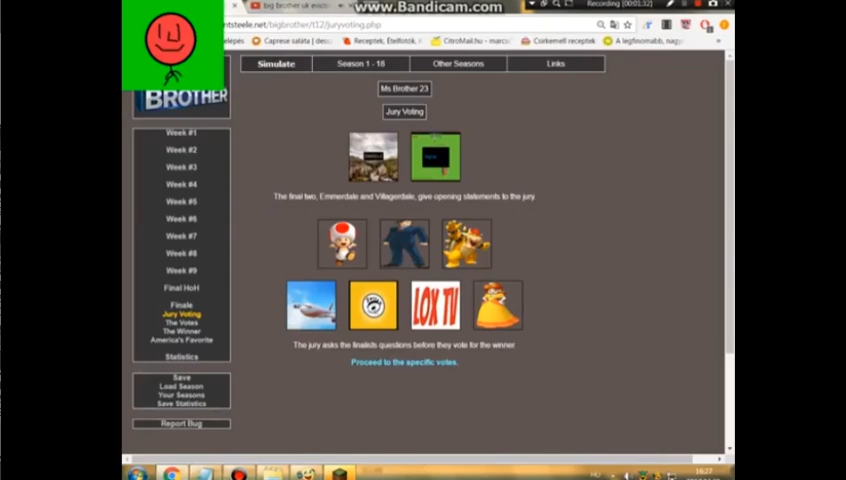 www.Bandicam.com
Recording [00:01:32]
big brother uk evictio
ntsteele.net/bigbrother/t12/juryvoting.php
elépés
Caprese saláta | dess
Receptek, Ételfotók, F
CitroMail.hu - marcs
Csirkemell receptek
A legfinomabb, nagy
BROTHER
Simulate
Season 1 - 18
Other Seasons
Links
Ms Brother 23
Jury Voting
Week #1
Week #2
Week #3
Week #4
Week #5
Week #6
Week #7
Week #8
Week #9
Final HoH
Finale
Jury Voting
The Votes
The Winner
America's Favorite
Statistics
Save
Load Season
Your Seasons
Save Statistics
Report Bug
The final two, Emmerdale and Villagerdale, give opening statements to the jury.
LOX TV
The jury asks the finalists questions before they vote for the winner.
Proceed to the specific votes.
HU
16:27